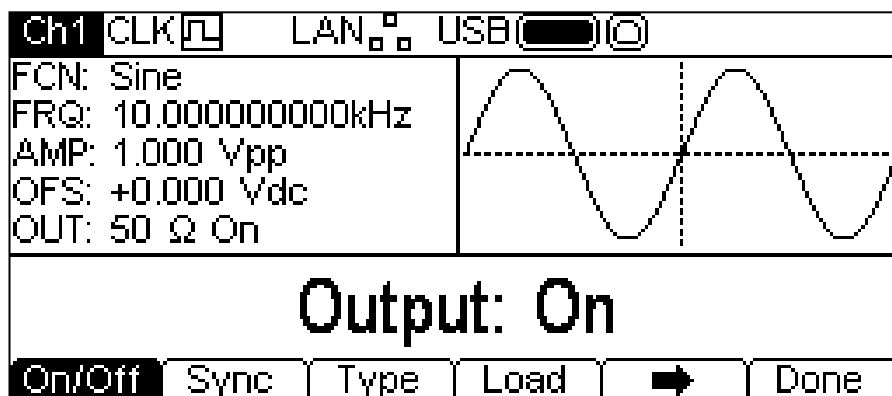 Ch1 CLK LAN USB
FCN: Sine
FRQ: 10.000000000kHz
AMP: 1.000 Vpp
OFS: +0.000 Vdc
OUT: 50 Ω On
Output: On
On/Off Sync Type Load Done